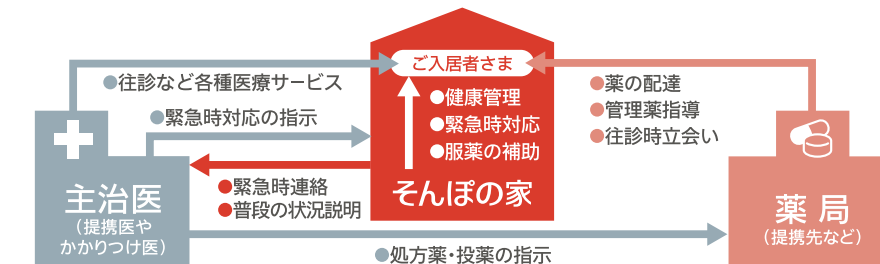 ご入居者さま
●往診など各種医療サービス
●緊急時対応の指示
●健康管理
●緊急時対応
●服薬の補助
●薬の配達
●管理薬指導
●往診時立会い
●緊急時連絡
●普段の状況説明
そんぽの家
主治医
（提携医や
かかりつけ医）
薬局
（提携先など）
●処方薬・投薬の指示